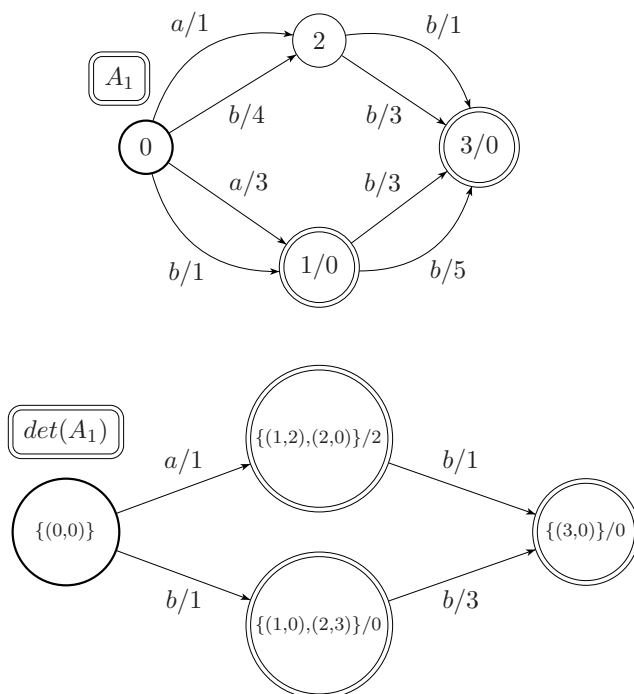 a/1
2
b/1
A₁
b/4
b/3
0
3/0
a/3
b/3
1/0
b/1
b/5
det(A₁)
{(1,2),(2,0)}/2
a/1
b/1
{(0,0)}
{(3,0)}/0
b/1
b/3
{(1,0),(2,3)}/0